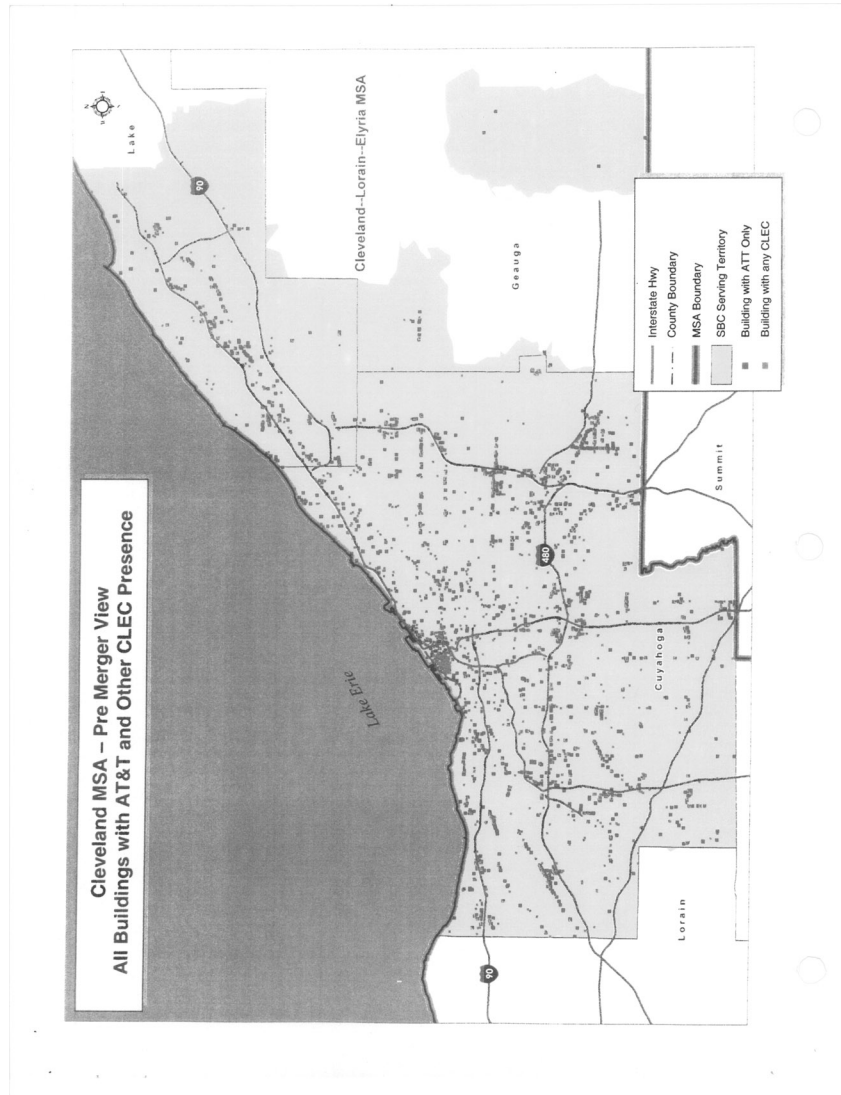 Cleveland MSA – Pre Merger View
All Buildings with AT&T and Other CLEC Presence
N
Lake
90
Cleveland--Lorain--Elyria MSA
Geauga
Lake Erie
480
Cuyahoga
Summit
Lorain
90
Interstate Hwy
County Boundary
MSA Boundary
SBC Serving Territory
Building with ATT Only
Building with any CLEC